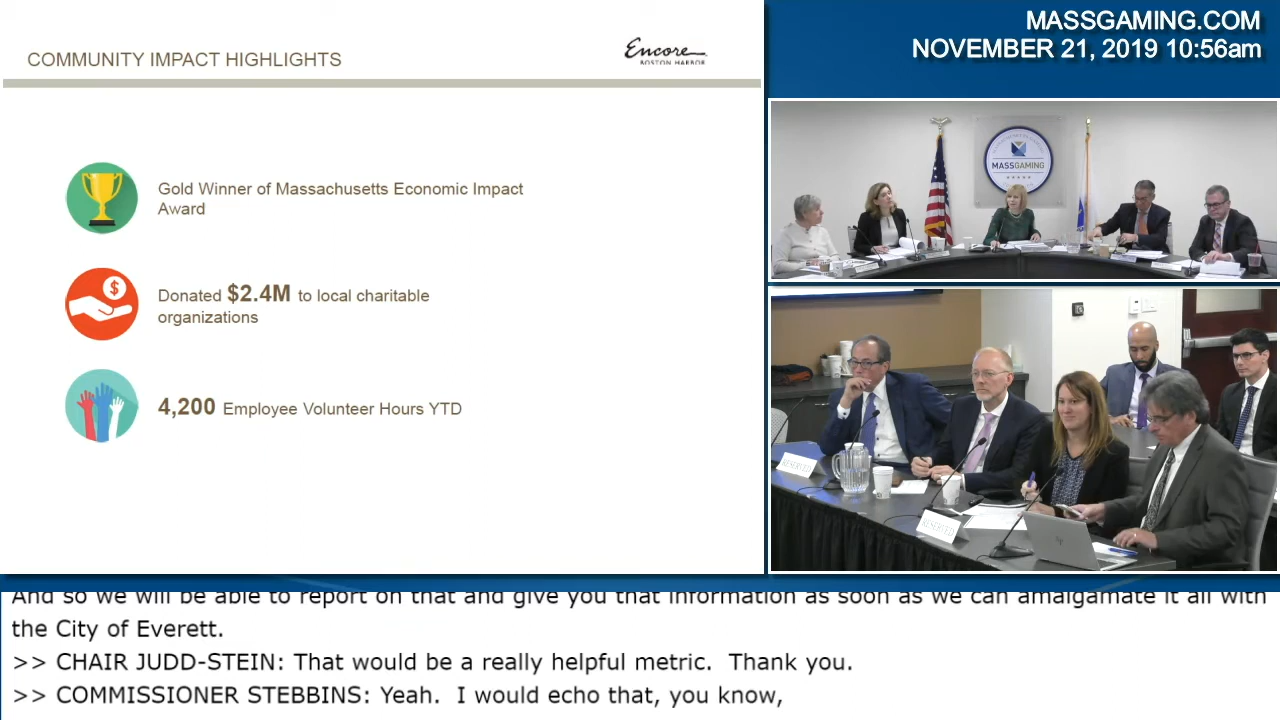 COMMUNITY IMPACT HIGHLIGHTS
Encore
BOSTON HARBOR
Gold Winner of Massachusetts Economic Impact
Award
$
Donated $2.4M to local charitable
organizations
4,200 Employee Volunteer Hours YTD
MASSGAMING.COM
NOVEMBER 21, 2019 10:56am
MASSGAMING
RESERVED
RESERVED
And so we will be able to report on that and give you that information as soon as we can amalgamate it all with
the City of Everett.
>> CHAIR JUDD-STEIN: That would be a really helpful metric.  Thank you.
>> COMMISSIONER STEBBINS: Yeah.  I would echo that, you know,